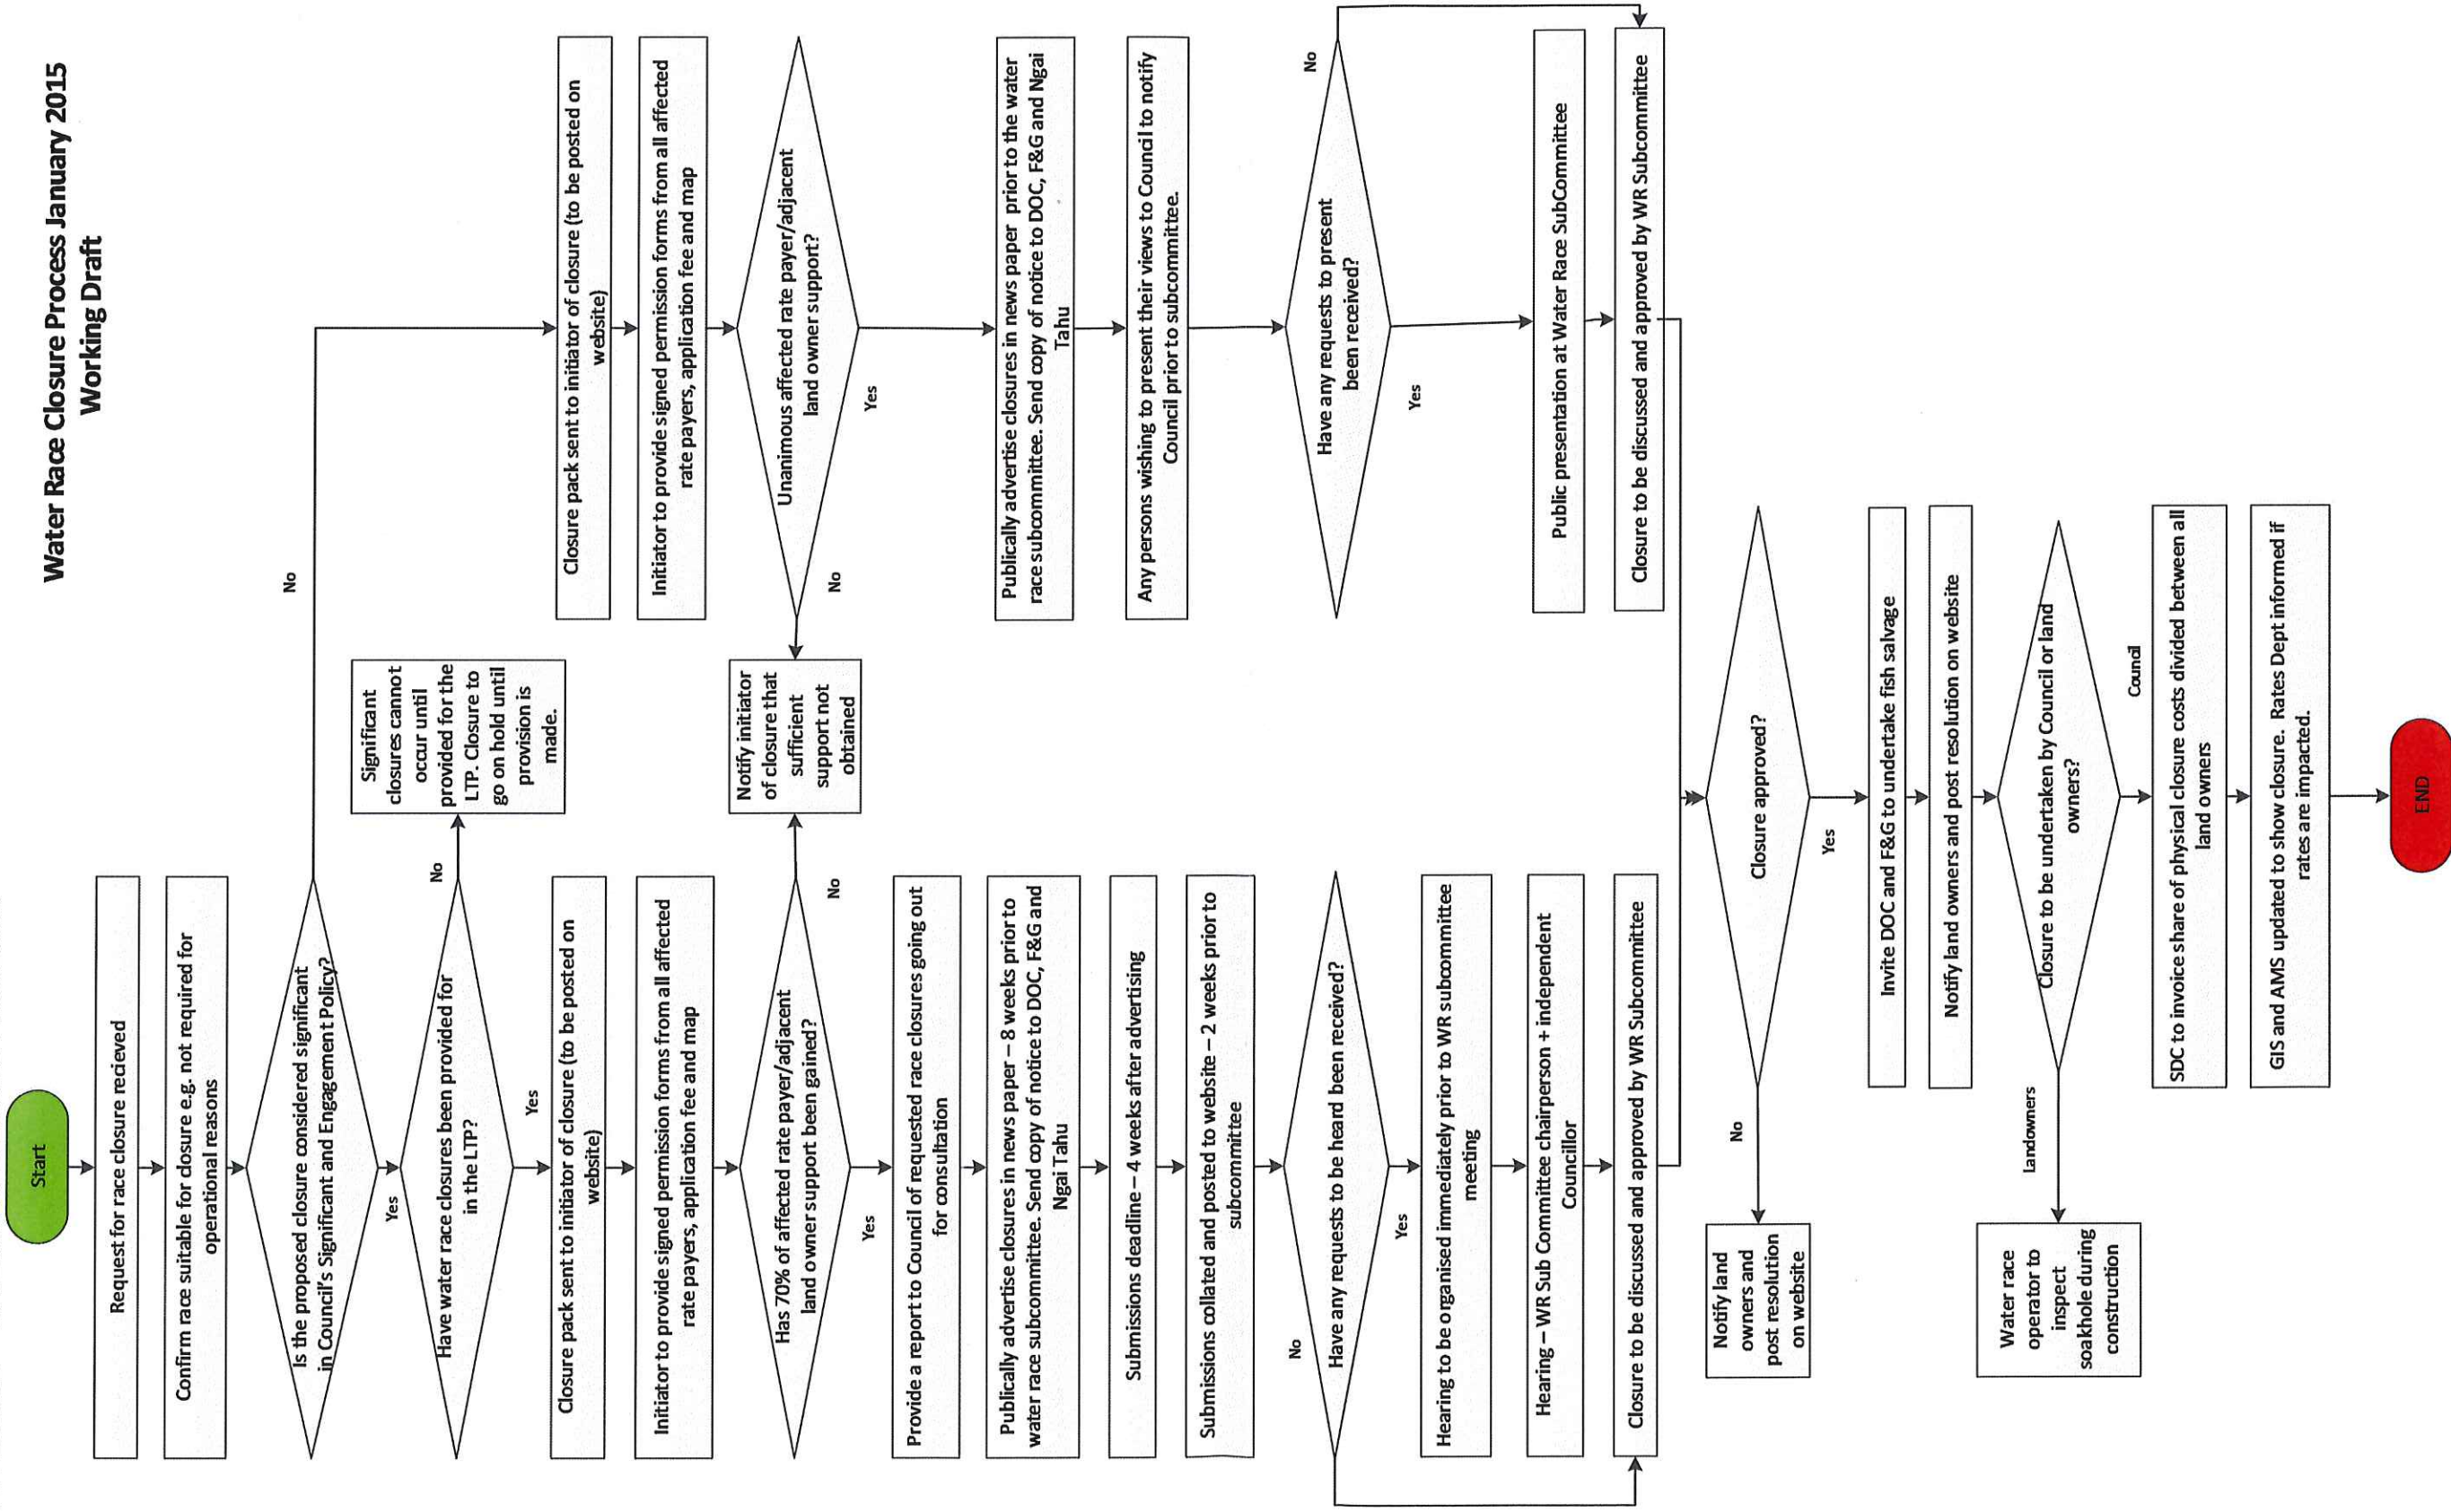 Water Race Closure Process January 2015
Working Draft
Start
Request for race closure recieved
Confirm race suitable for closure e.g. not required for
operational reasons
Is the proposed closure considered significant
in Council's Significant and Engagement Policy?
No
Yes
Have water race closures been provided for
in the LTP?
No
Significant
closures cannot
occur until
provided for the
LTP. Closure to
go on hold until
provision is
made.
Yes
Closure pack sent to initiator of closure (to be posted on
website)
Initiator to provide signed permission forms from all affected
rate payers, application fee and map
Has 70% of affected rate payer/adjacent
land owner support been gained?
No
Notify initiator
of closure that
sufficient
support not
obtained
Yes
Provide a report to Council of requested race closures going out
for consultation
Publically advertise closures in news paper – 8 weeks prior to
water race subcommittee. Send copy of notice to DOC, F&G and
Ngai Tahu
Submissions deadline – 4 weeks after advertising
Submissions collated and posted to website – 2 weeks prior to
subcommittee
Have any requests to be heard been received?
No
Yes
Hearing to be organised immediately prior to WR subcommittee
meeting
Hearing – WR Sub Committee chairperson + independent
Councillor
Closure to be discussed and approved by WR Subcommittee
Closure pack sent to initiator of closure (to be posted on
website)
Initiator to provide signed permission forms from all affected
rate payers, application fee and map
Unanimous affected rate payer/adjacent
land owner support?
No
Yes
Publically advertise closures in news paper prior to the water
race subcommittee. Send copy of notice to DOC, F&G and Ngai
Tahu
Any persons wishing to present their views to Council to notify
Council prior to subcommittee.
Have any requests to present
been received?
No
Yes
Public presentation at Water Race SubCommittee
Closure to be discussed and approved by WR Subcommittee
Closure approved?
No
Notify land
owners and
post resolution
on website
Yes
Invite DOC and F&G to undertake fish salvage
Notify land owners and post resolution on website
Closure to be undertaken by Council or land
owners?
Landowners
Water race
operator to
inspect
soakhole during
construction
Council
SDC to invoice share of physical closure costs divided between all
land owners
GIS and AMS updated to show closure. Rates Dept informed if
rates are impacted.
END